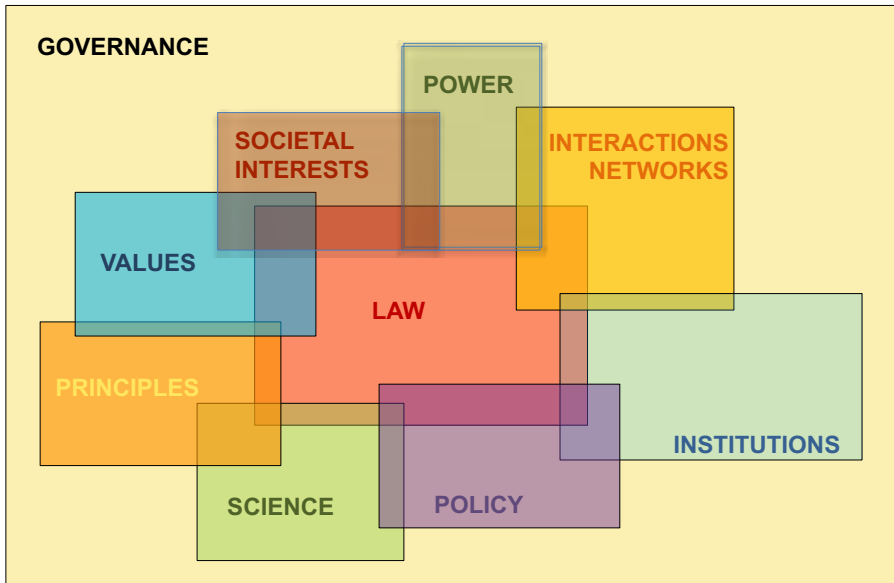 GOVERNANCE
POWER
SOCIETAL
INTERESTS
INTERACTIONS
NETWORKS
VALUES
LAW
PRINCIPLES
INSTITUTIONS
SCIENCE
POLICY